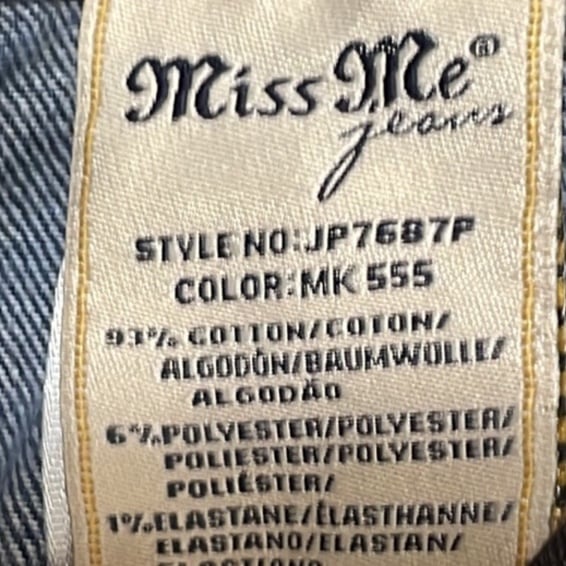 Miss Me®
jeans
STYLE NO:JP7687P
COLOR:MK 555
93% COTTON/COTON/
ALGODÓN/BAUMWOLLE/
ALGODÃO
6%POLYESTER/POLYESTER/
POLIESTER/POLYESTER/
POLIÉSTER/
1%ELASTANE/ÉLASTHANNE/
ELASTANO/ELASTAN/